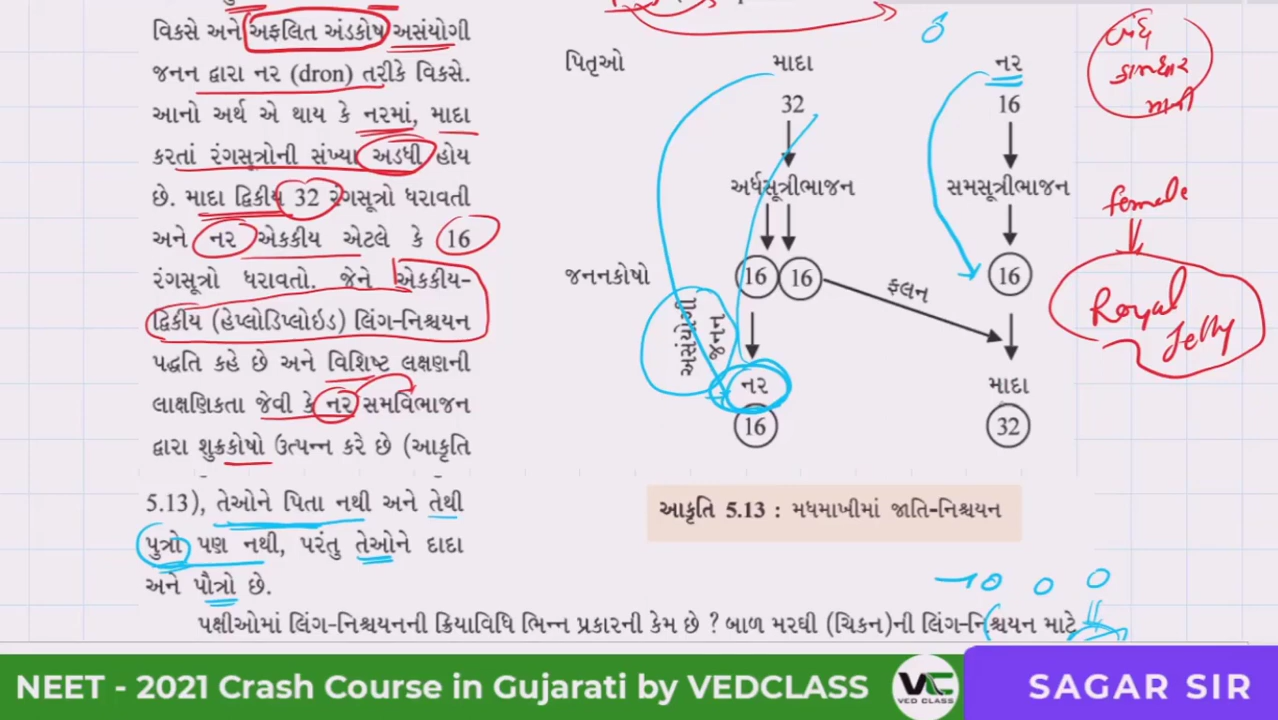 વિકસે અને અફલિત અંડકોષ અસંયોગી
જનન દ્વારા નર (dron) તરીકે વિકસે.
આનો અર્થ એ થાય કે નરમાં, માદા
કરતાં રંગસૂત્રોની સંખ્યા અડધી હોય
છે. માદા દ્વિકીય 32 રંગસૂત્રો ધરાવતી
અને નર એકકીય એટલે કે 16
રંગસૂત્રો ધરાવતો. જેને એકકીય-
દ્વિકીય (હેપ્લોડિપ્લોઇડ) લિંગ-નિશ્ચયન
પદ્ધતિ કહે છે અને વિશિષ્ટ લક્ષણની
લાક્ષણિકતા જેવી કે નર સમવિભાજન
દ્વારા શુક્રકોષો ઉત્પન્ન કરે છે (આકૃતિ
5.13), તેઓને પિતા નથી અને તેથી
પુત્રો પણ નથી, પરંતુ તેઓને દાદા
અને પૌત્રો છે.
પિતૃઓ માદા નર
32 16
અર્ધસૂત્રીભાજન સમસૂત્રીભાજન
જનનકોષો 16 16 16
ફલન
જનન
નર માદા
16 32
આકૃતિ 5.13 : મધમાખીમાં જાતિ-નિશ્ચયન
female
Royal
Jelly
પક્ષીઓમાં લિંગ-નિશ્ચયનની ક્રિયાવિધિ ભિન્ન પ્રકારની કેમ છે ? બાળ મરઘી (ચિકન)ની લિંગ-નિશ્ચયન માટે
NEET - 2021 Crash Course in Gujarati by VEDCLASS
VC
VED CLASS
SAGAR SIR